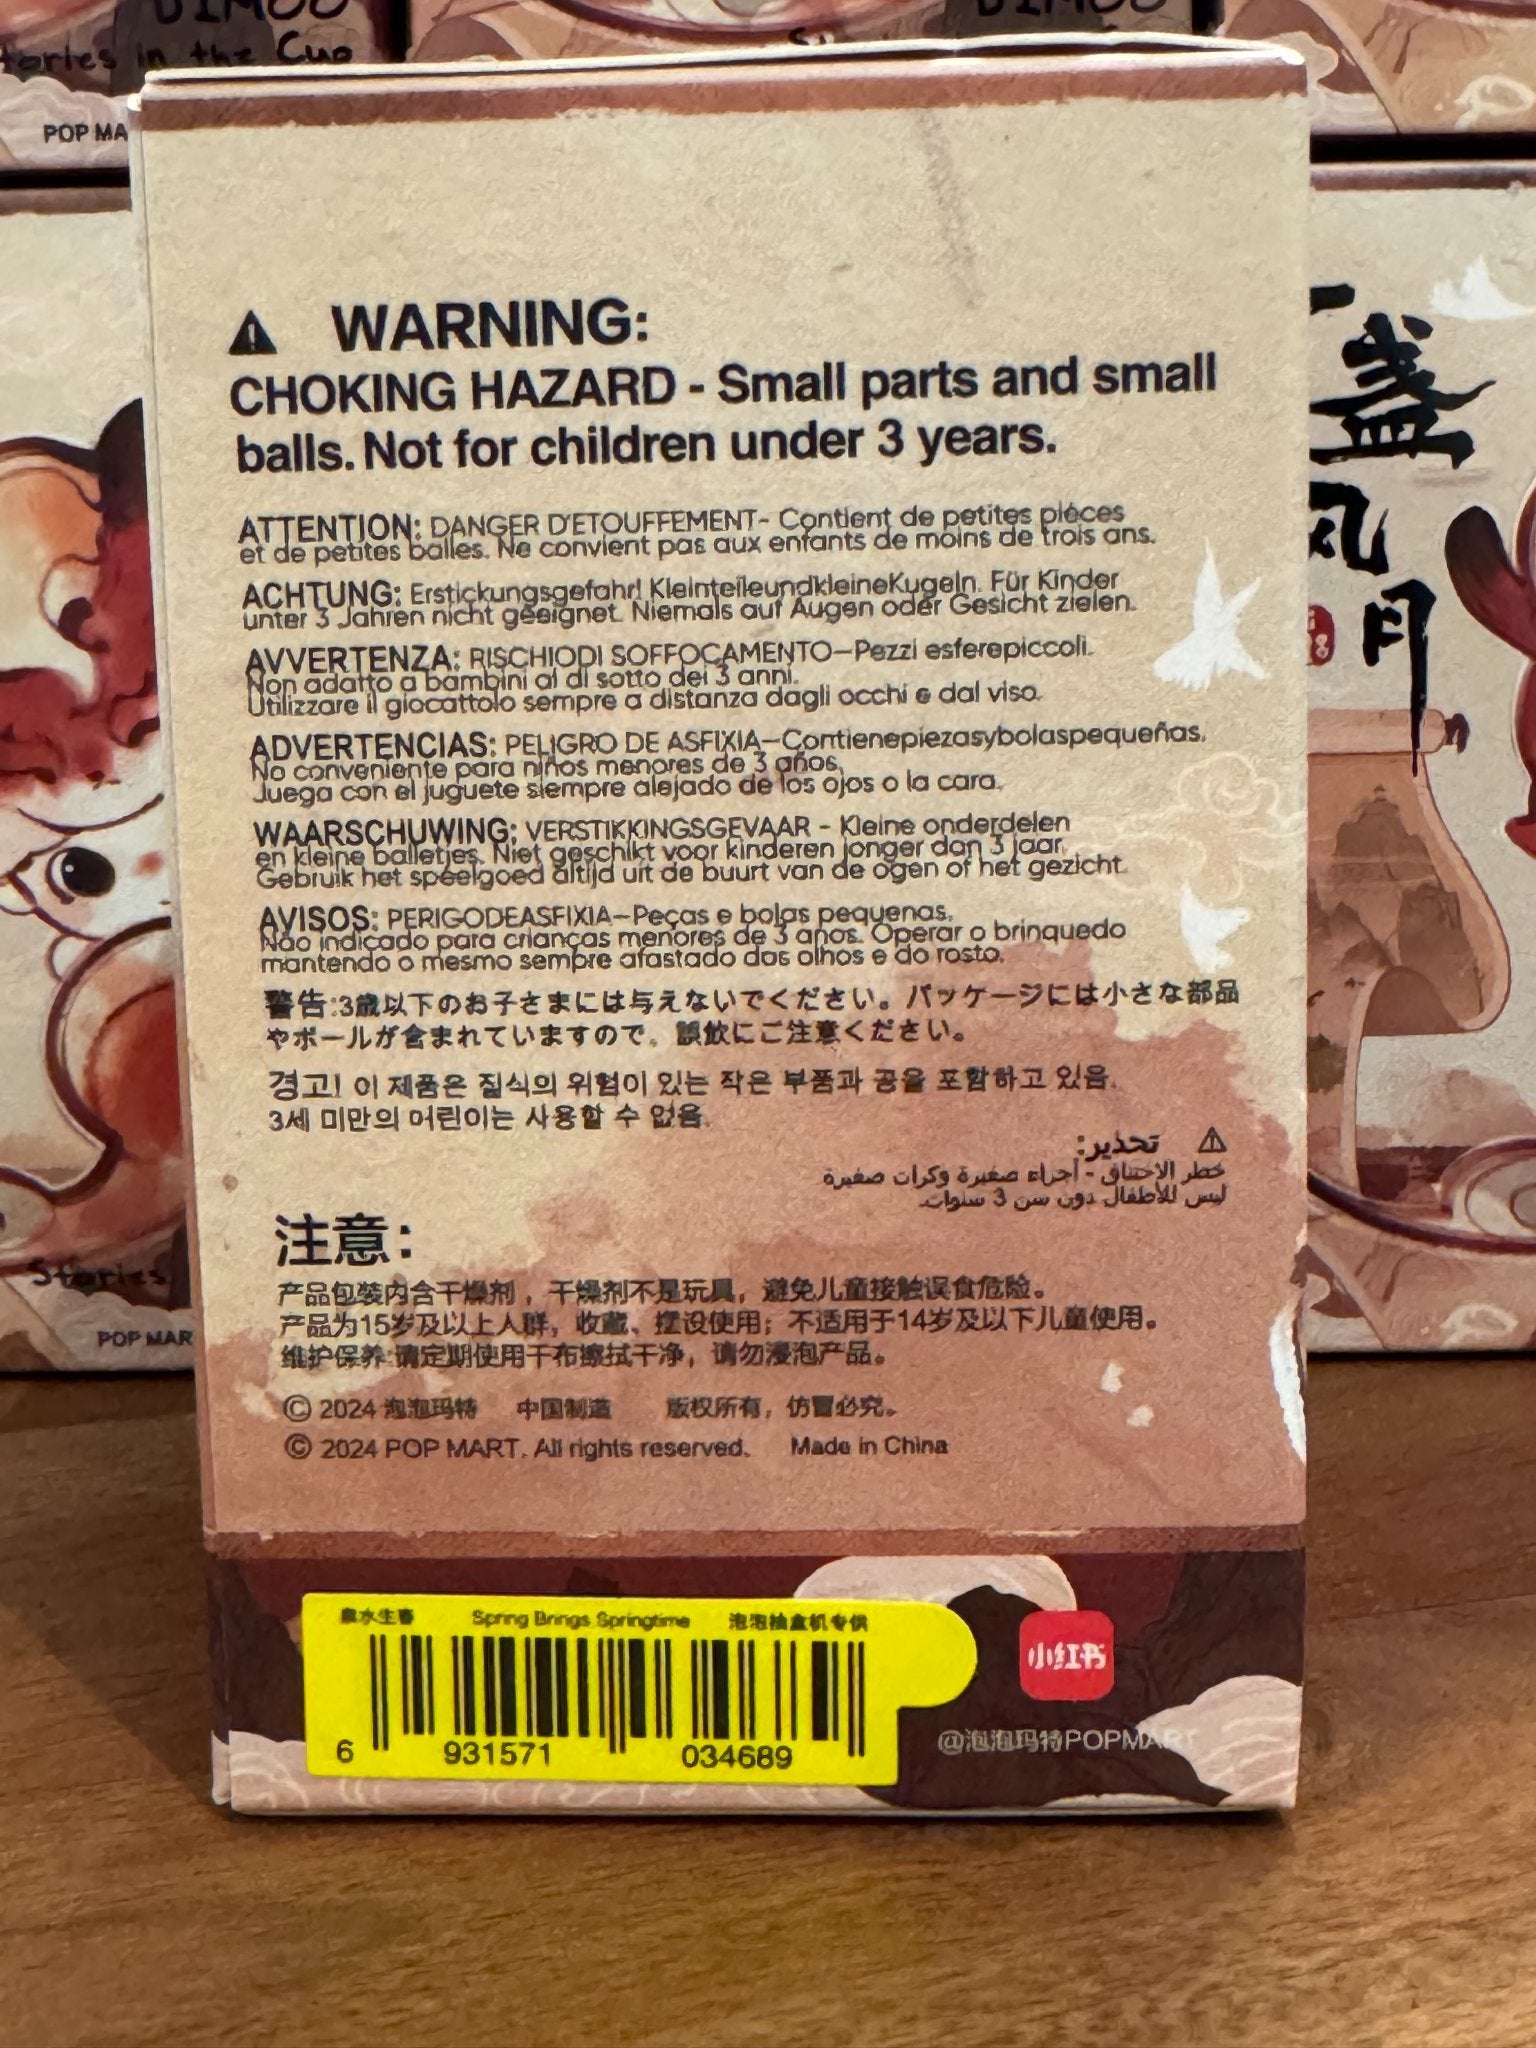 DIMOO
DIMOO
Stories in the Cup
POP MA
WARNING:
CHOKING HAZARD - Small parts and small
balls. Not for children under 3 years.
ATTENTION: DANGER D'ETOUFFEMENT- Contient de petites pièces
et de petites balles. Ne convient pas aux enfants de moins de trois ans.
ACHTUNG: Erstickungsgefahr! KleinteileundkleineKugeln. Für Kinder
unter 3 Jahren nicht geeignet. Niemals auf Augen oder Gesicht zielen.
AVVERTENZA: RISCHIODI SOFFOCAMENTO—Pezzi esferepiccoli.
Non adatto a bambini al di sotto dei 3 anni.
Utilizzare il giocattolo sempre a distanza dagli occhi e dal viso.
ADVERTENCIAS: PELIGRO DE ASFIXIA—Contienepiezasybolaspequeñas.
No conveniente para niños menores de 3 años.
Juega con el juguete siempre alejado de los ojos o la cara.
WAARSCHUWING: VERSTIKKINGSGEVAAR - Kleine onderdelen
en kleine balletjes. Niet geschikt voor kinderen jonger dan 3 jaar.
Gebruik het speelgoed altijd uit de buurt van de ogen of het gezicht.
AVISOS: PERIGODEASFIXIA—Peças e bolas pequenas.
Não indicado para crianças menores de 3 anos. Operar o brinquedo
mantendo o mesmo sempre afastado dos olhos e do rosto.
警告:3歳以下のお子さまには与えないでください。パッケージには小さな部品
やボールが含まれていますので、誤飲にご注意ください。
경고! 이 제품은 질식의 위험이 있는 작은 부품과 공을 포함하고 있음.
3세 미만의 어린이는 사용할 수 없음.
تحذير:
خطر الاختناق - أجزاء صغيرة وكرات صغيرة
ليس للأطفال دون سن 3 سنوات.
注意:
产品包装内含干燥剂，干燥剂不是玩具，避免儿童接触误食危险。
产品为15岁及以上人群，收藏、摆设使用；不适用于14岁及以下儿童使用。
维护保养:请定期使用干布擦拭干净，请勿浸泡产品。
© 2024 泡泡玛特 中国制造 版权所有，仿冒必究。
© 2024 POP MART. All rights reserved. Made in China
泉水生春 Spring Brings Springtime 泡泡抽盒机专供
6 931571 034689
小红书
@泡泡玛特POPMART
一盏
风
月
Stories
POP MAR